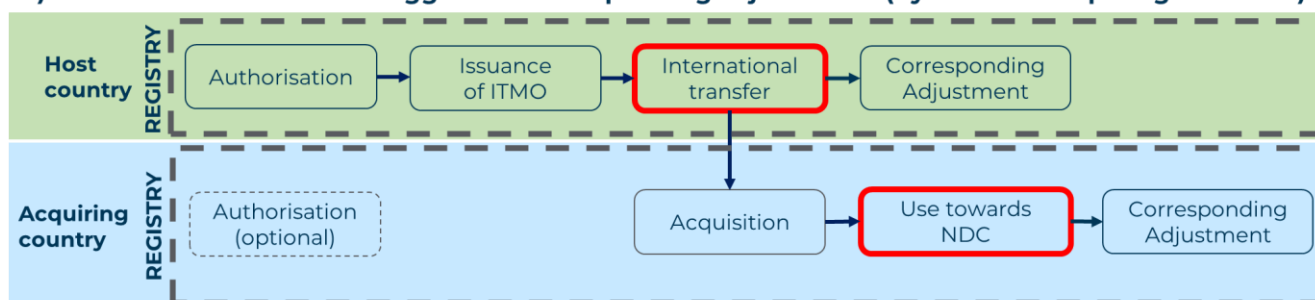 Host
country
REGISTRY
Authorisation
Issuance
of ITMO
International
transfer
Corresponding
Adjustment
Acquiring
country
REGISTRY
Authorisation
(optional)
Acquisition
Use towards
NDC
Corresponding
Adjustment